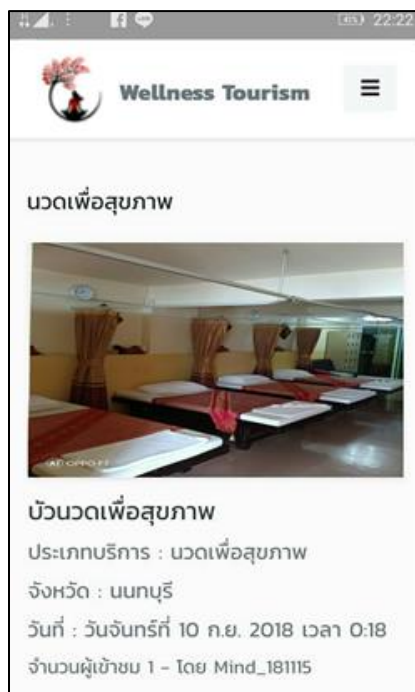 22:22
Wellness Tourism
นวดเพื่อสุขภาพ
บัวนวดเพื่อสุขภาพ
ประเภทบริการ : นวดเพื่อสุขภาพ
จังหวัด : นนทบุรี
วันที่ : วันจันทร์ที่ 10 ก.ย. 2018 เวลา 0:18
จำนวนผู้เข้าชม 1 - โดย Mind_181115